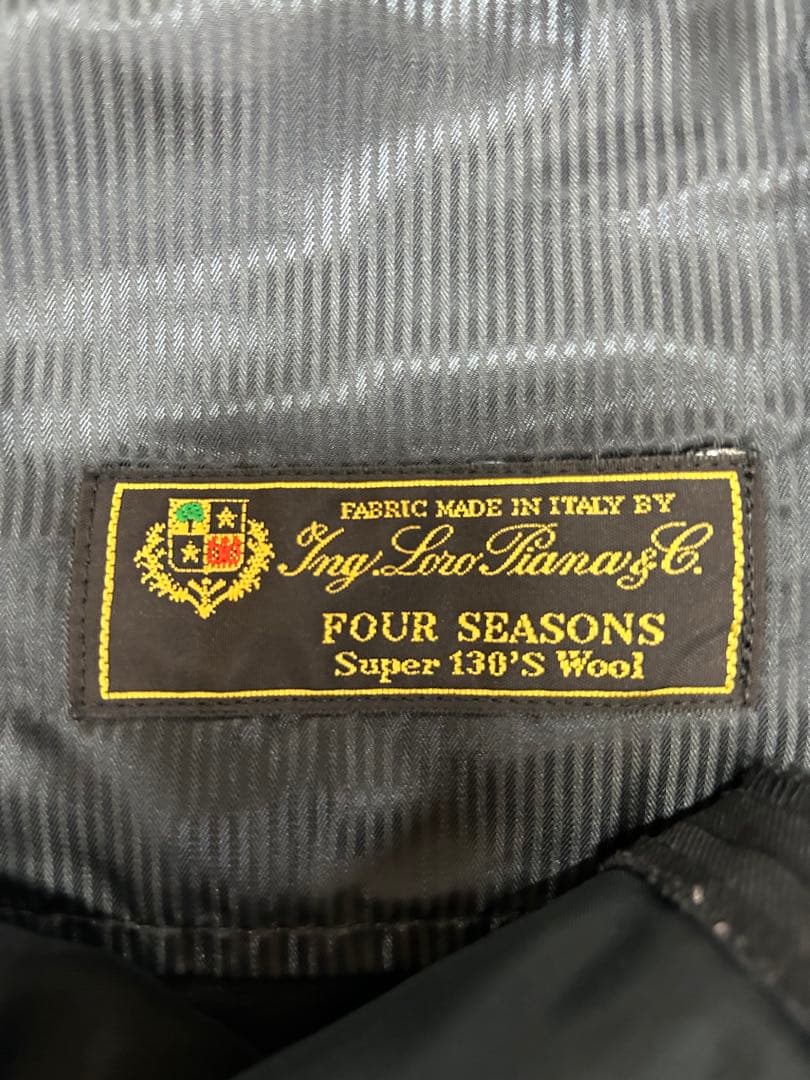 FABRIC MADE IN ITALY BY
Ing. Loro Piana & C.
FOUR SEASONS
Super 130'S Wool